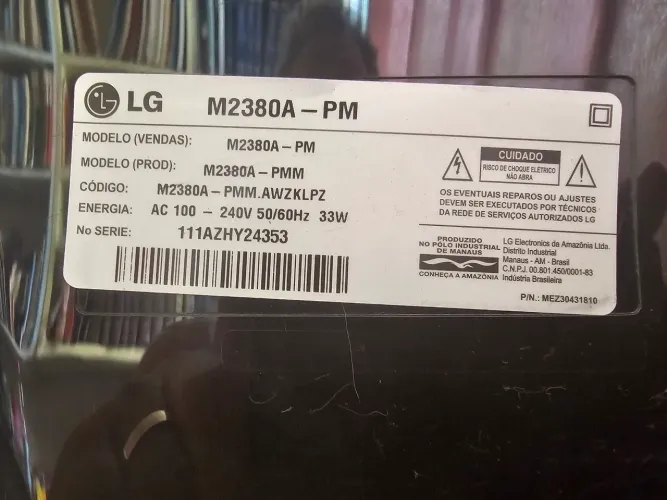 LG M2380A-PM
MODELO (VENDAS): M2380A-PM
MODELO (PROD): M2380A-PMM
CÓDIGO: M2380A-PMM.AWZKLPZ
ENERGIA: AC 100 - 240V 50/60Hz 33W
No SERIE: 111AZHY24353
CUIDADO
RISCO DE CHOQUE ELÉTRICO
NÃO ABRA
OS EVENTUAIS REPAROS OU AJUSTES
DEVEM SER EXECUTADOS POR TÉCNICOS
DA REDE DE SERVIÇOS AUTORIZADOS LG
PRODUZIDO
NO PÓLO INDUSTRIAL
DE MANAUS
CONHEÇA A AMAZÔNIA
LG Electronics da Amazônia Ltda.
Distrito Industrial
Manaus - AM - Brasil
C.N.P.J. 00.801.450/0001-83
Indústria Brasileira
P/N.: MEZ30431810